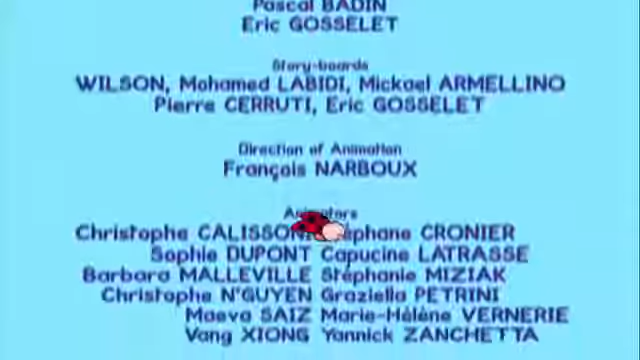 Pascal BADIN
Eric GOSSELET
Story-boards
WILSON, Mohamed LABIDI, Mickael ARMELLINO
Pierre CERRUTI, Eric GOSSELET
Direction of Animation
François NARBOUX
Animators
Christophe CALISSONI Stéphane CRONIER
Sophie DUPONT Capucine LATRASSE
Barbara MALLEVILLE Stéphanie MIZIAK
Christophe N'GUYEN Graziella PETRINI
Maeva SAIZ Marie-Hélène VERNERIE
Vang XIONG Yannick ZANCHETTA